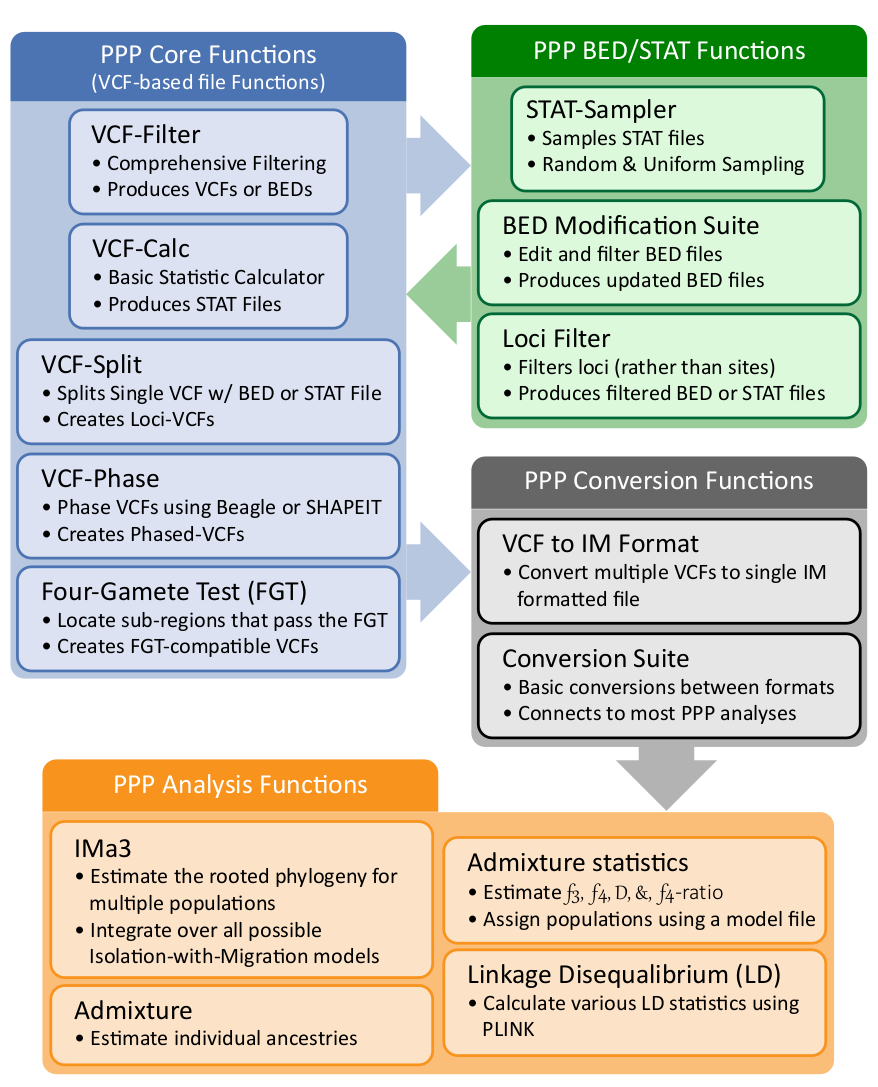 PPP Core Functions
(VCF-based file Functions)
VCF-Filter
• Comprehensive Filtering
• Produces VCFs or BEDs
VCF-Calc
• Basic Statistic Calculator
• Produces STAT Files
VCF-Split
• Splits Single VCF w/ BED or STAT File
• Creates Loci-VCFs
VCF-Phase
• Phase VCFs using Beagle or SHAPEIT
• Creates Phased-VCFs
Four-Gamete Test (FGT)
• Locate sub-regions that pass the FGT
• Creates FGT-compatible VCFs
PPP BED/STAT Functions
STAT-Sampler
• Samples STAT files
• Random & Uniform Sampling
BED Modification Suite
• Edit and filter BED files
• Produces updated BED files
Loci Filter
• Filters loci (rather than sites)
• Produces filtered BED or STAT files
PPP Conversion Functions
VCF to IM Format
• Convert multiple VCFs to single IM
formatted file
Conversion Suite
• Basic conversions between formats
• Connects to most PPP analyses
PPP Analysis Functions
IMa3
• Estimate the rooted phylogeny for
multiple populations
• Integrate over all possible
Isolation-with-Migration models
Admixture
• Estimate individual ancestries
Admixture statistics
• Estimate f3, f4, D, &, f4-ratio
• Assign populations using a model file
Linkage Disequalibrium (LD)
• Calculate various LD statistics using
PLINK